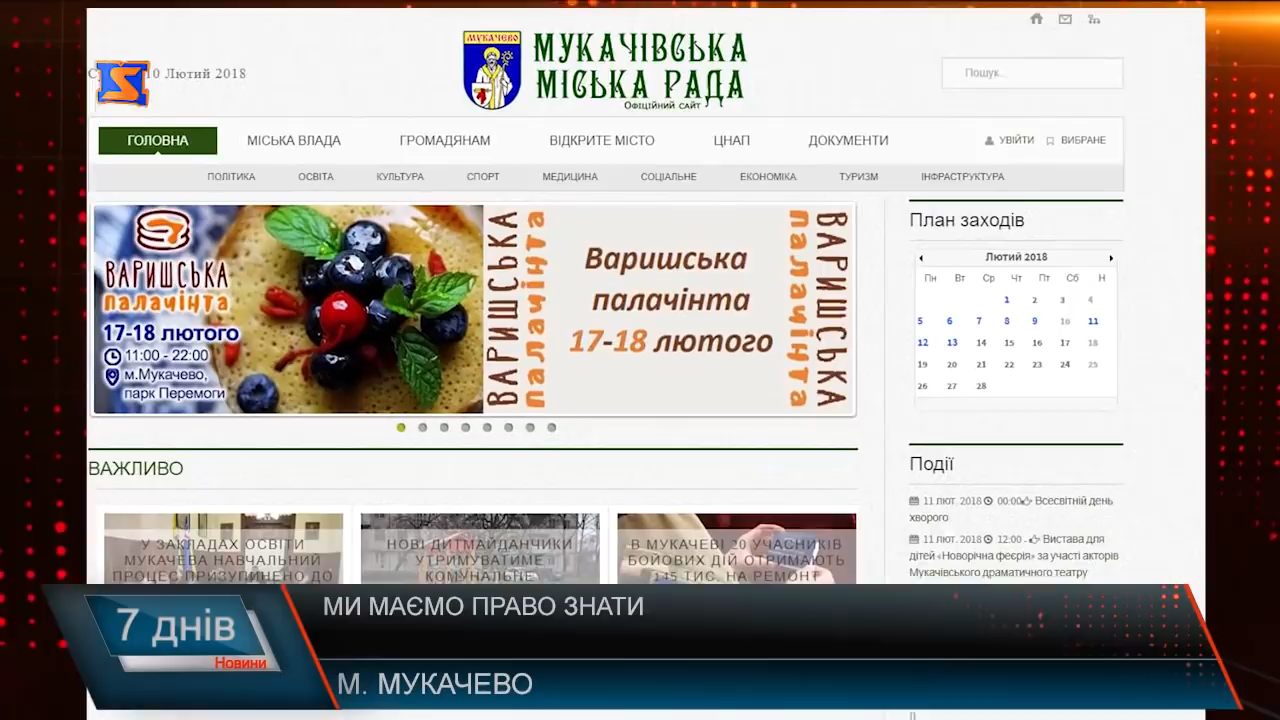 МУКАЧЕВО
МУКАЧІВСЬКА
МІСЬКА РАДА
Офіційний сайт
10 Лютий 2018
Пошук...
ГОЛОВНА
МІСЬКА ВЛАДА
ГРОМАДЯНАМ
ВІДКРИТЕ МІСТО
ЦНАП
ДОКУМЕНТИ
УВІЙТИ
ВИБРАНЕ
ПОЛІТИКА
ОСВІТА
КУЛЬТУРА
СПОРТ
МЕДИЦИНА
СОЦІАЛЬНЕ
ЕКОНОМІКА
ТУРИЗМ
ІНФРАСТРУКТУРА
ВАРИШСЬКА
палачінта
17-18 лютого
11:00 - 22:00
м.Мукачево,
парк Перемоги
ВАРИШСЬКА
палачінта
Варишська
палачінта
17-18 лютого
палачінта
ВАРИШСЬКА
План заходів
Лютий 2018
Пн Вт Ср Чт Пт Сб Н
1 2 3 4
5 6 7 8 9 10 11
12 13 14 15 16 17 18
19 20 21 22 23 24 25
26 27 28
ВАЖЛИВО
У ЗАКЛАДАХ ОСВІТИ
МУКАЧЕВА НАВЧАЛЬНИЙ
ПРОЦЕС ПРИЗУПИНЕНО ДО
НОВІ ДИТМАЙДАНЧИКИ
УТРИМУВАТИМЕ
КОМУНАЛЬНЕ
В МУКАЧЕВІ 20 УЧАСНИКІВ
БОЙОВИХ ДІЙ ОТРИМАЮТЬ
145 ТИС. НА РЕМОНТ
Події
11 лют. 2018 00:00 Всесвітній день
хворого
11 лют. 2018 12:00 - Вистава для
дітей «Новорічна феєрія» за участі акторів
Мукачівського драматичного театру
7 днів
Новини
МИ МАЄМО ПРАВО ЗНАТИ
М. МУКАЧЕВО